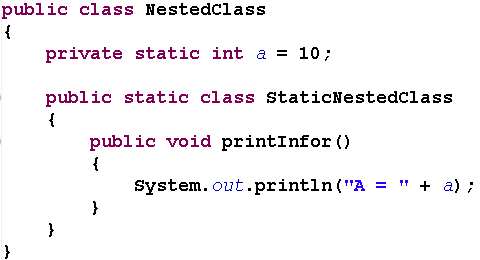 public class NestedClass
{
    private static int a = 10;

    public static class StaticNestedClass
    {
        public void printInfor()
        {
            System.out.println("A = " + a);
        }
    }
}